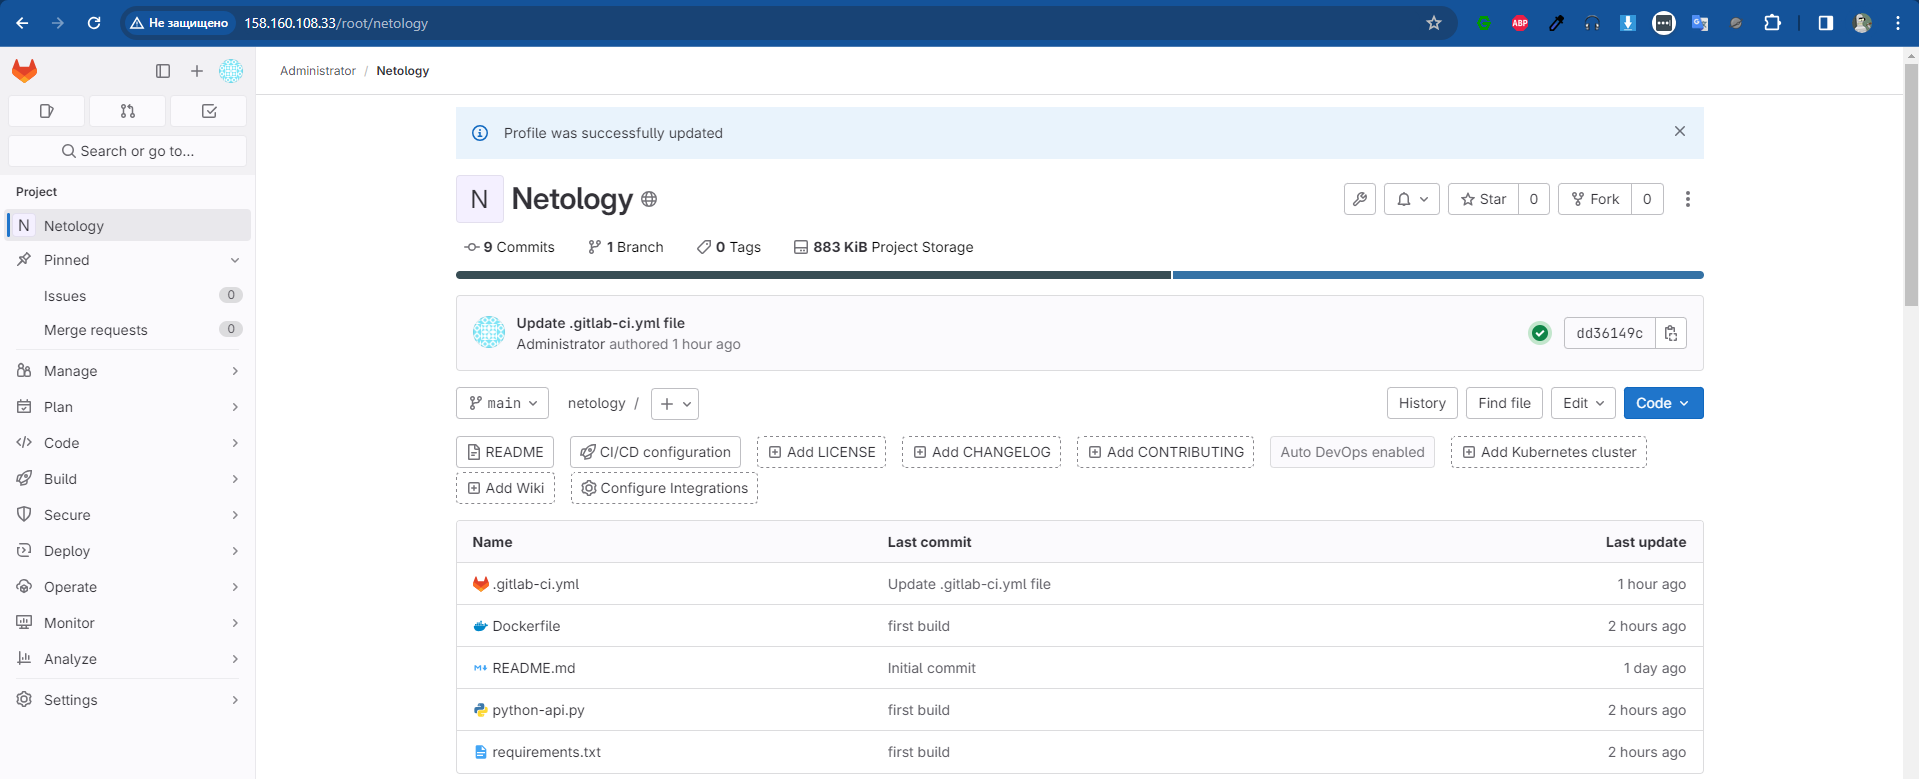 Не защищено 158.160.108.33/root/netology
ABP
Administrator / Netology
Search or go to...
Project
N Netology
Pinned
Issues 0
Merge requests 0
Manage
Plan
Code
Build
Secure
Deploy
Operate
Monitor
Analyze
Settings
Profile was successfully updated
N Netology
Star 0 Fork 0
9 Commits 1 Branch 0 Tags 883 KiB Project Storage
Update .gitlab-ci.yml file
Administrator authored 1 hour ago
dd36149c
main netology / History Find file Edit Code
README CI/CD configuration Add LICENSE Add CHANGELOG Add CONTRIBUTING Auto DevOps enabled Add Kubernetes cluster
Add Wiki Configure Integrations
Name Last commit Last update
.gitlab-ci.yml Update .gitlab-ci.yml file 1 hour ago
Dockerfile first build 2 hours ago
README.md Initial commit 1 day ago
python-api.py first build 2 hours ago
requirements.txt first build 2 hours ago